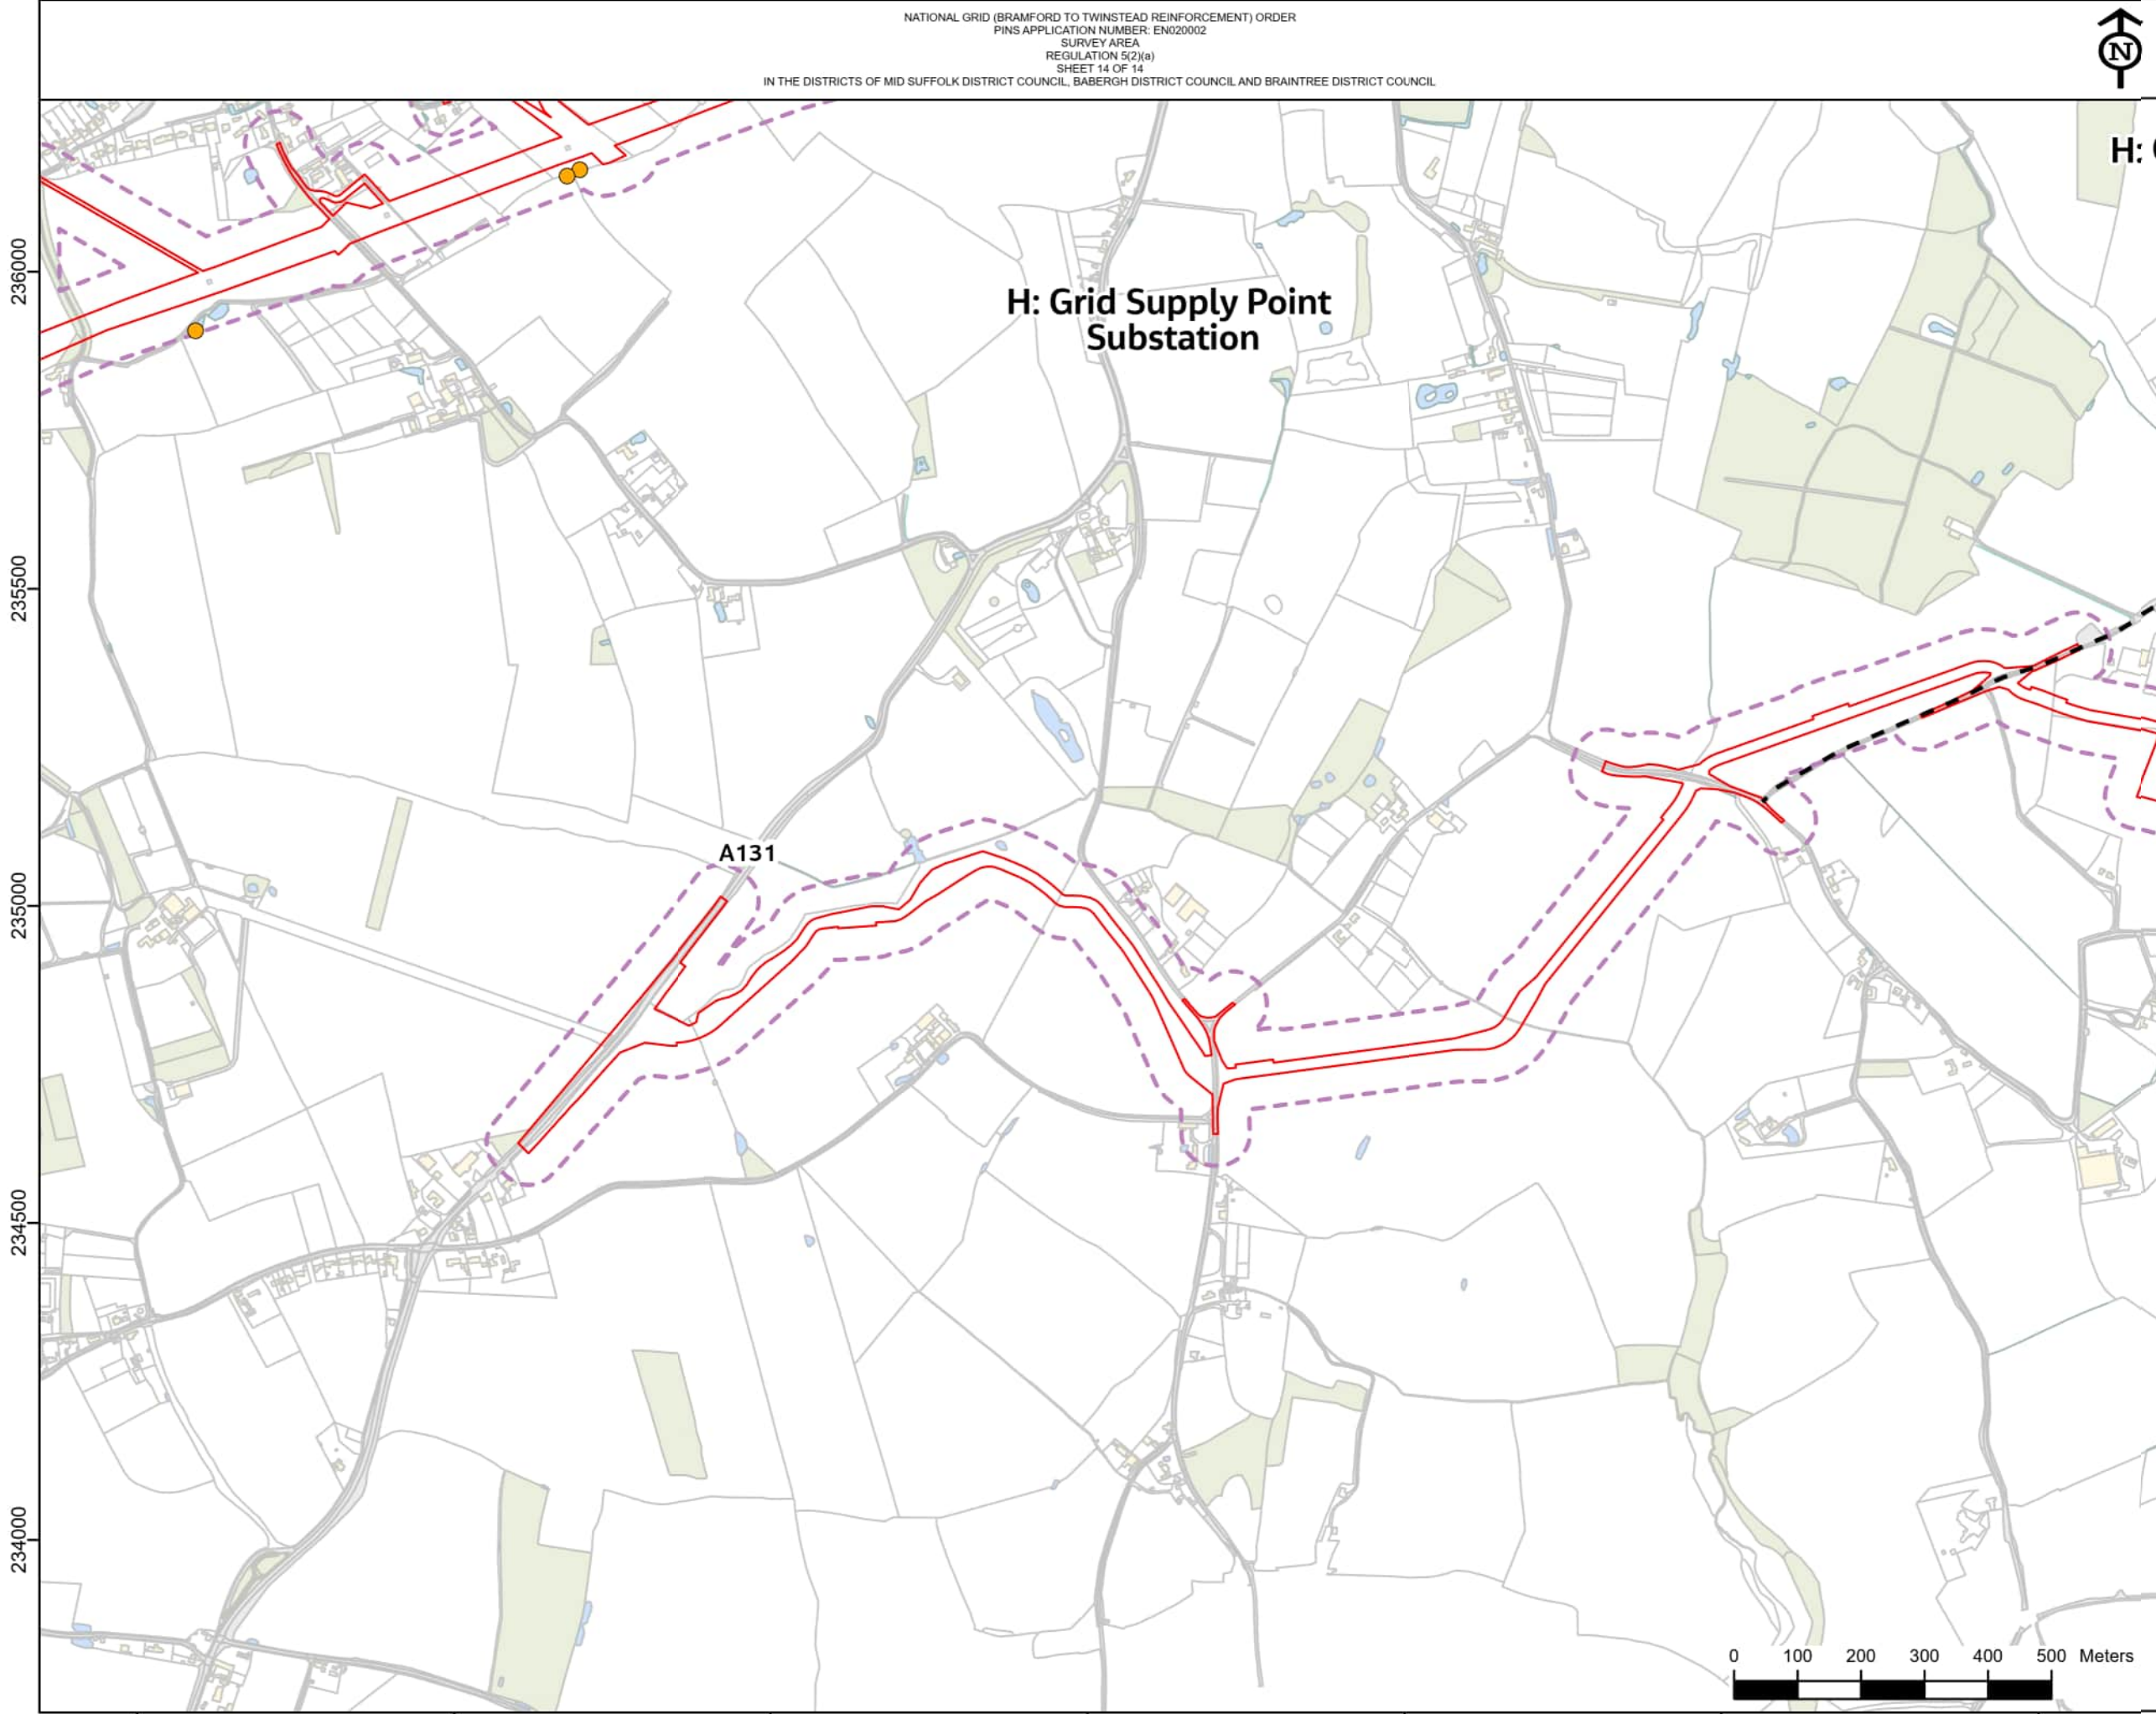 NATIONAL GRID (BRAMFORD TO TWINSTEAD REINFORCEMENT) ORDER
PINS APPLICATION NUMBER: EN020002
SURVEY AREA
REGULATION 5(2)(a)
SHEET 14 OF 14
IN THE DISTRICTS OF MID SUFFOLK DISTRICT COUNCIL, BABERGH DISTRICT COUNCIL AND BRAINTREE DISTRICT COUNCIL
N
H:
236000
H: Grid Supply Point
Substation
235500
A131
235000
234500
234000
0 100 200 300 400 500 Meters